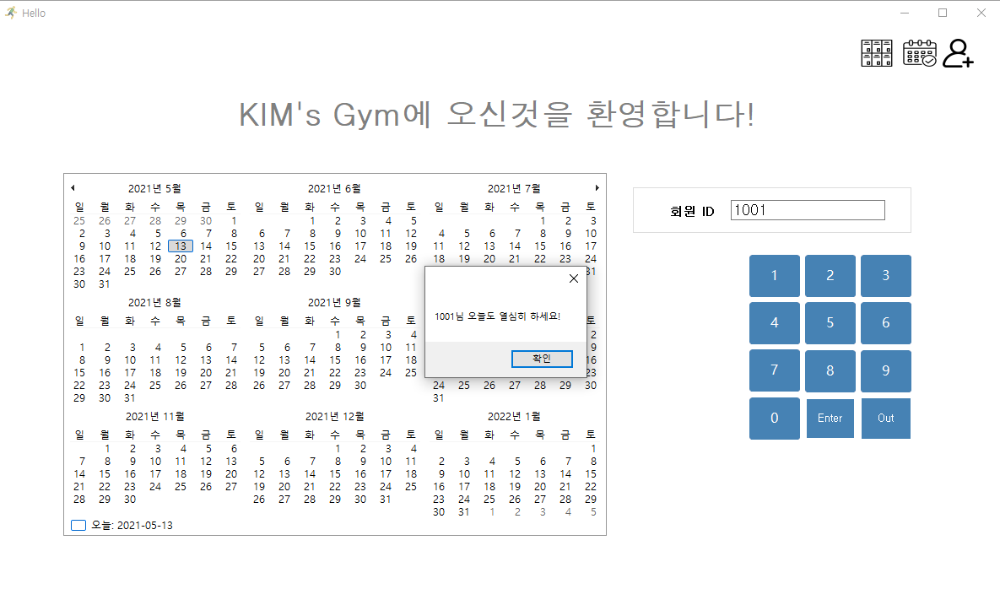 Hello
KIM's Gym에 오신것을 환영합니다!
2021년 5월 2021년 6월 2021년 7월
일 월 화 수 목 금 토 일 월 화 수 목 금 토 일 월 화 수 목 금 토
25 26 27 28 29 30 1 1 2 3 4 5 1 2 3
2 3 4 5 6 7 8 6 7 8 9 10 11 12 4 5 6 7 8 9 10
9 10 11 12 13 14 15 13 14 15 16 17 18 19 11 12 13 14 15 16 17
16 17 18 19 20 21 22 20 21 22 23 24 25 26 18 19 20 21 22 23 24
23 24 25 26 27 28 29 27 28 29 30 31
30 31
2021년 8월 2021년 9월
일 월 화 수 목 금 토 일 월 화 수 목 금 토 토
1 2 3 4 2
1 2 3 4 5 6 7 5 6 7 8 9 10 11 9
8 9 10 11 12 13 14 12 13 14 15 16 17 18 16
15 16 17 18 19 20 21 19 20 21 22 23 24 25 23
22 23 24 25 26 27 28 26 27 28 29 30 24 25 26 27 28 29 30
29 30 31 31
2021년 11월 2021년 12월 2022년 1월
일 월 화 수 목 금 토 일 월 화 수 목 금 토 일 월 화 수 목 금 토
1 2 3 4 5 6 1 2 3 4 1
7 8 9 10 11 12 13 5 6 7 8 9 10 11 2 3 4 5 6 7 8
14 15 16 17 18 19 20 12 13 14 15 16 17 18 9 10 11 12 13 14 15
21 22 23 24 25 26 27 19 20 21 22 23 24 25 16 17 18 19 20 21 22
28 29 30 26 27 28 29 30 31 23 24 25 26 27 28 29
30 31 1 2 3 4 5
오늘: 2021-05-13
1001님 오늘도 열심히 하세요!
확인
회원 ID 1001
1 2 3
4 5 6
7 8 9
0 Enter Out